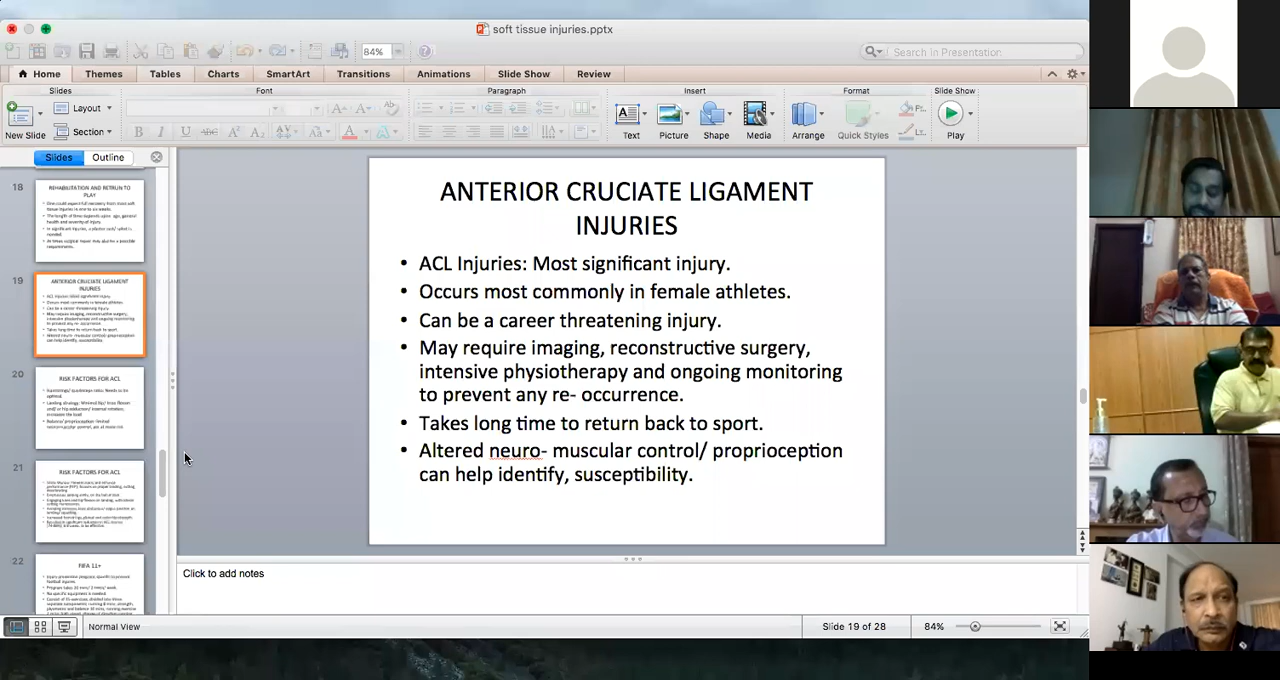 soft tissue injuries.pptx
84%
Search In Presentation
Home Themes Tables Charts SmartArt Transitions Animations Slide Show Review
Slides Font Paragraph Insert Format Slide Show
Layout
Section
New Slide
Text Picture Shape Media Arrange Quick Styles Play
Slides Outline
18
REHABILITATION AND RETRUN TO
PLAY
19
ANTERIOR CRUCIATE LIGAMENT
INJURIES
20
RISK FACTORS FOR ACL
21
RISK FACTORS FOR ACL
22
FIFA 11+
ANTERIOR CRUCIATE LIGAMENT
INJURIES
• ACL Injuries: Most significant injury.
• Occurs most commonly in female athletes.
• Can be a career threatening injury.
• May require imaging, reconstructive surgery,
intensive physiotherapy and ongoing monitoring
to prevent any re- occurrence.
• Takes long time to return back to sport.
• Altered neuro- muscular control/ proprioception
can help identify, susceptibility.
Click to add notes
Normal View
Slide 19 of 28
84%